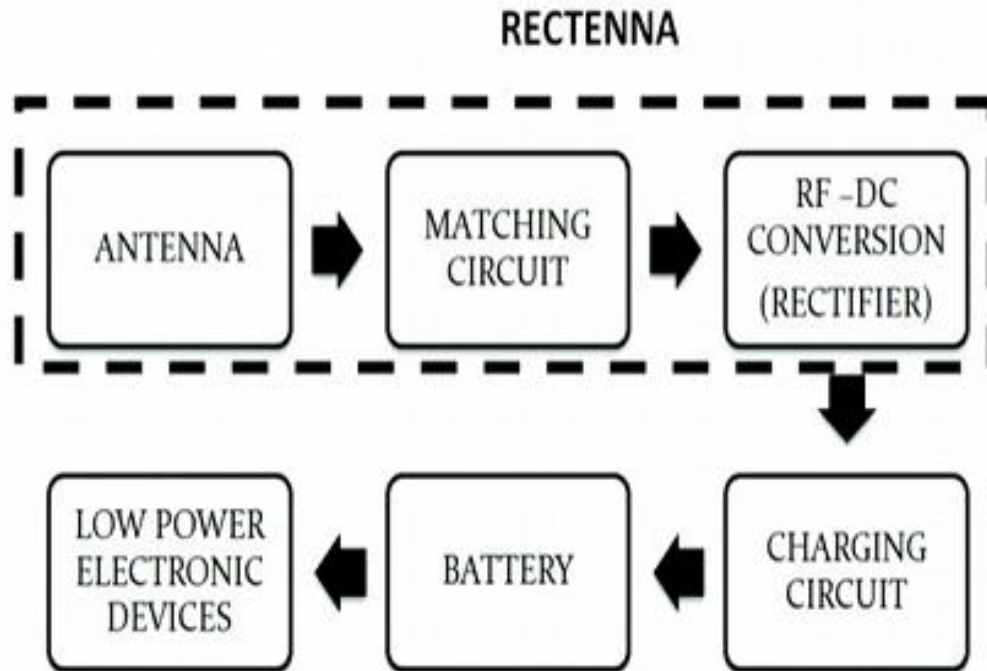 RECTENNA
ANTENNA
MATCHING
CIRCUIT
RF –DC
CONVERSION
(RECTIFIER)
LOW POWER
ELECTRONIC
DEVICES
BATTERY
CHARGING
CIRCUIT